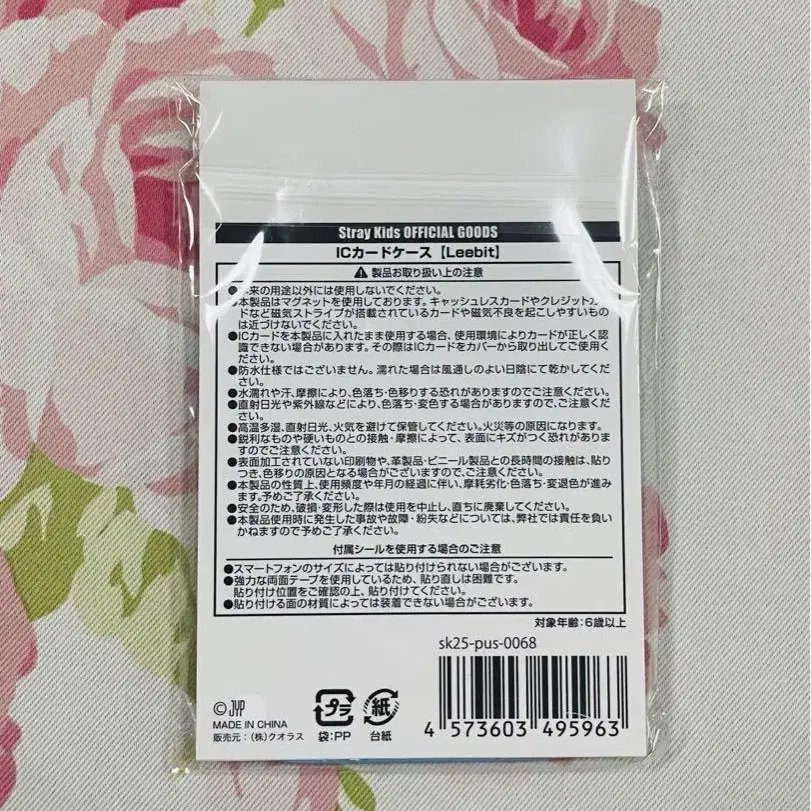 Stray Kids OFFICIAL GOODS
ICカードケース【Leebit】
⚠ 製品お取り扱い上の注意
●本来の用途以外には使用しないでください。
●本製品はマグネットを使用しております。キャッシュレスカードやクレジットカ
ードなど磁気ストライプが搭載されているカードや磁気不良を起こしやすいもの
は近づけないでください。
●ICカードを本製品に入れたまま使用する場合、使用環境によりカードが正しく認
識できない場合があります。その際はICカードをカバーから取り出してご使用く
ださい。
●防水仕様ではございません。濡れた場合は風通しのよい日陰にて乾かしてくださ
い。
●水濡れや汗、摩擦により、色落ち・色移りする恐れがありますのでご注意ください。
●直射日光や紫外線などにより、色落ち・変色する場合がありますので、ご注意くだ
さい。
●高温多湿、直射日光、火気を避けて保管してください。火災等の原因になります。
●鋭利なものや硬いものとの接触・摩擦によって、表面にキズがつく恐れがありま
すのでご注意ください。
●表面加工されていない印刷物や、革製品・ビニール製品との長時間の接触は、貼り
つき、色移りの原因となる場合がございますので、ご注意ください。
●本製品の性質上、使用頻度や年月の経過に伴い、摩耗劣化・色落ち・変退色が進み
ます。予めご了承ください。
●安全のため、破損・変形した際は使用を中止し、直ちに廃棄してください。
●本製品使用時に発生した事故や故障・紛失などについては、弊社では責任を負い
かねますので予めご了承ください。
付属シールを使用する場合のご注意
●スマートフォンのサイズによっては貼り付けられない場合がございます。
●強力な両面テープを使用しているため、貼り直しは困難です。
貼り付け位置をご確認の上、貼り付けてください。
●貼り付ける面の材質によっては装着できない場合がございます。
対象年齢：6歳以上
sk25-pus-0068
© JYP
MADE IN CHINA
販売元：(株)クオラス
プラ
袋：PP
紙
台紙
4 573603 495963